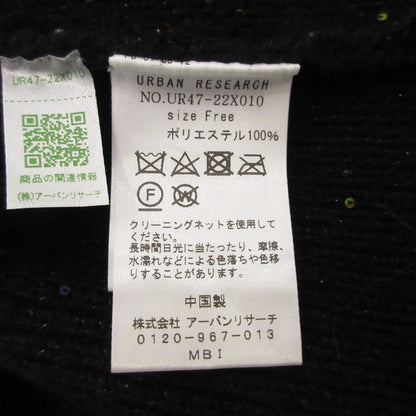 UR47-22X010
商品の関連情報
(株)アーバンリサーチ
URBAN RESEARCH
NO.UR47-22X010
size Free
ポリエステル100%
F
W
クリーニングネットを使用して
ください。
長時間日光に当たったり、摩擦、
水濡れなどによる色落ちや色移
りすることがあります。
中国製
株式会社 アーバンリサーチ
0120-967-013
MBI